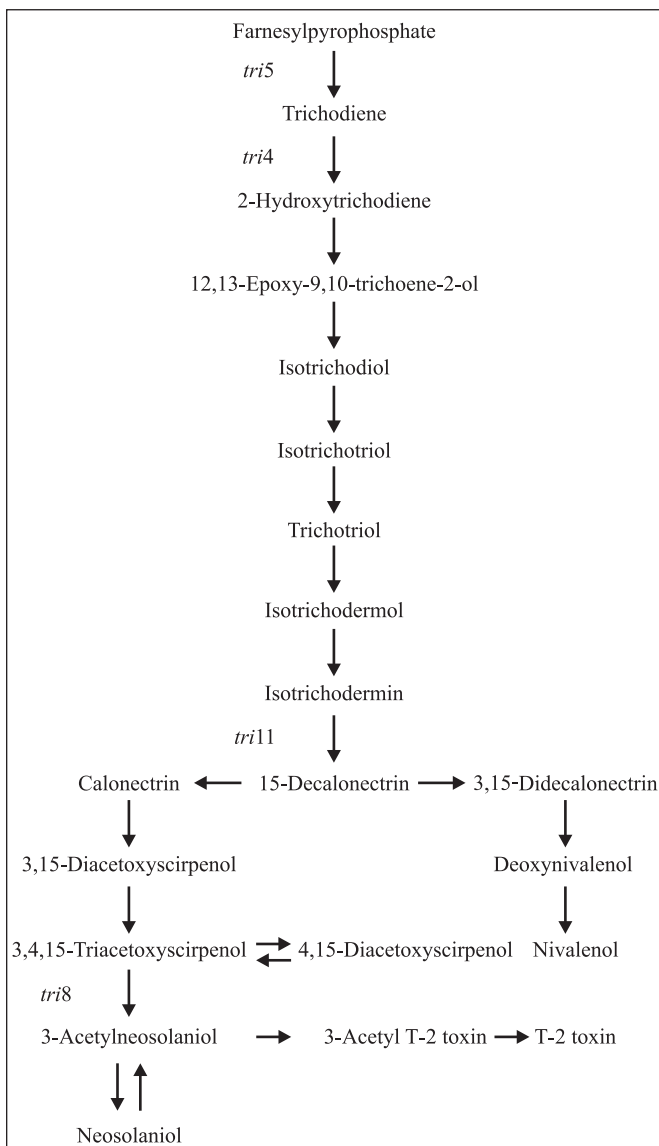 Farnesylpyrophosphate
tri5
Trichodiene
tri4
2-Hydroxytrichodiene
12,13-Epoxy-9,10-trichoene-2-ol
Isotrichodiol
Isotrichotriol
Trichotriol
Isotrichodermol
Isotrichodermin
tri11
Calonectrin 15-Decalonectrin 3,15-Didecalonectrin
3,15-Diacetoxyscirpenol Deoxynivalenol
3,4,15-Triacetoxyscirpenol 4,15-Diacetoxyscirpenol Nivalenol
tri8
3-Acetylneosolaniol 3-Acetyl T-2 toxin T-2 toxin
Neosolaniol